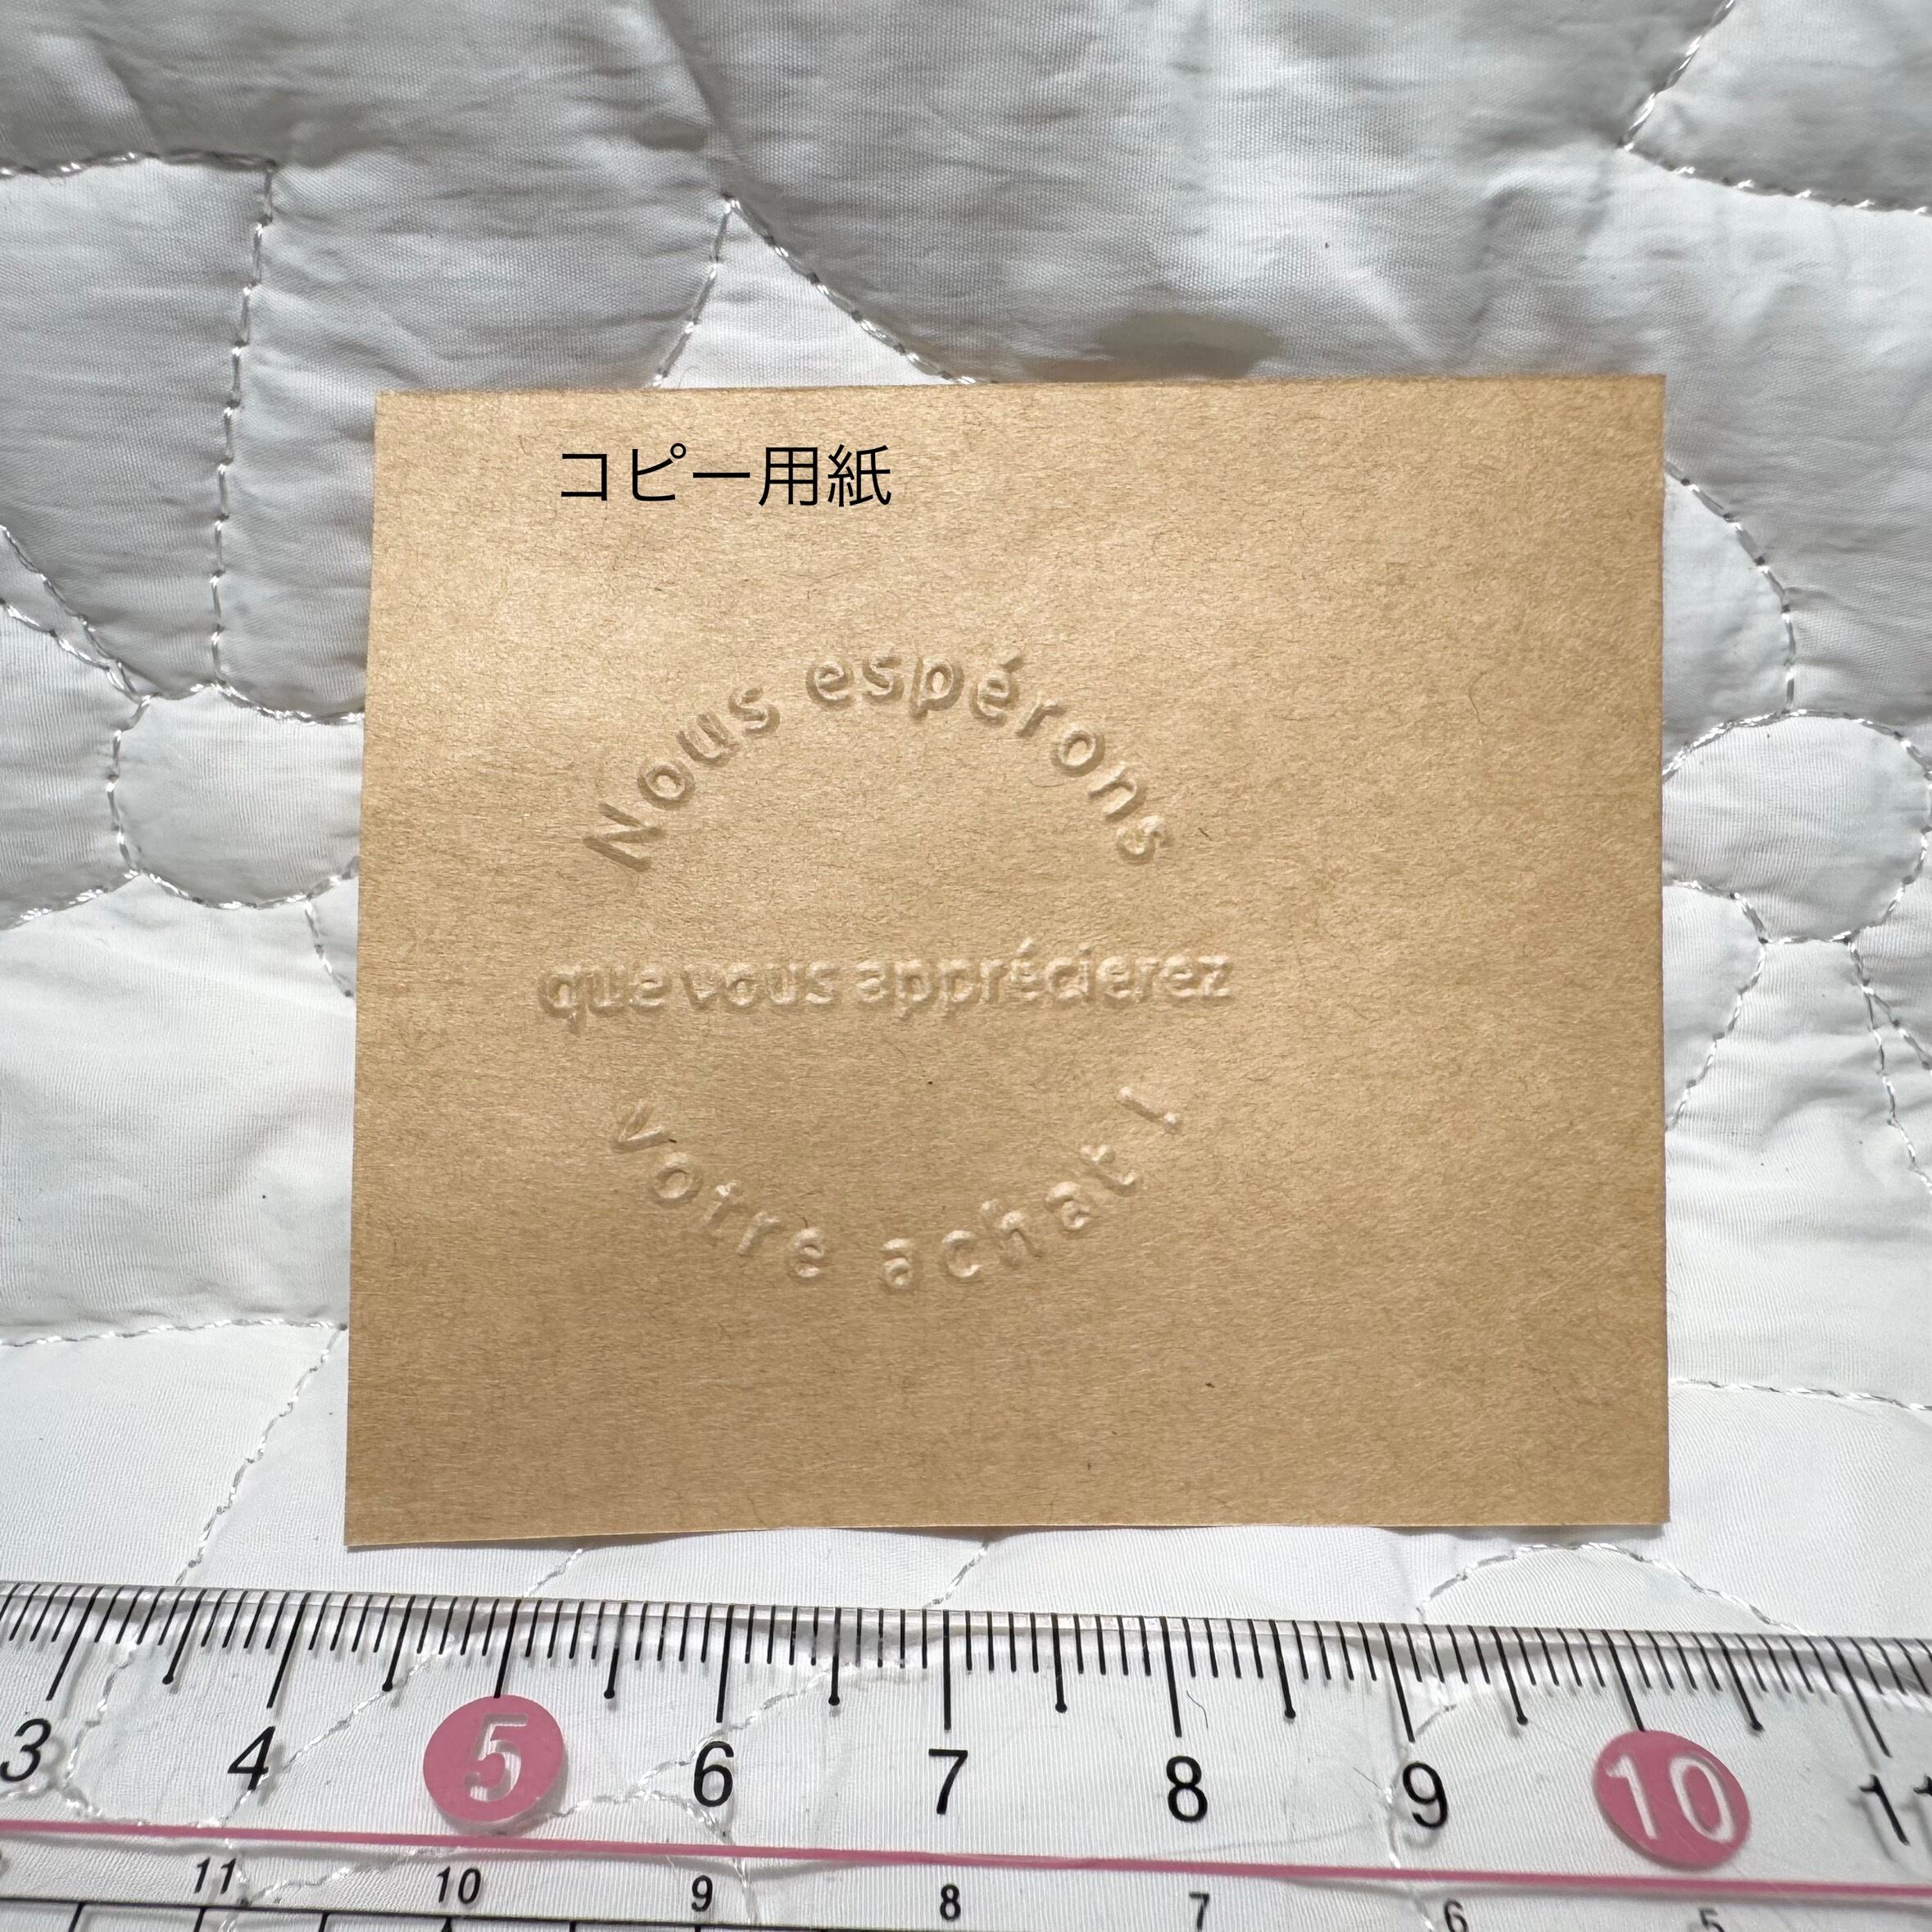 コピー用紙
Nous espérons
que vous apprécierez
votre achat !
3 4 5 6 7 8 9 10 11
11 10 9 8 7 6 5